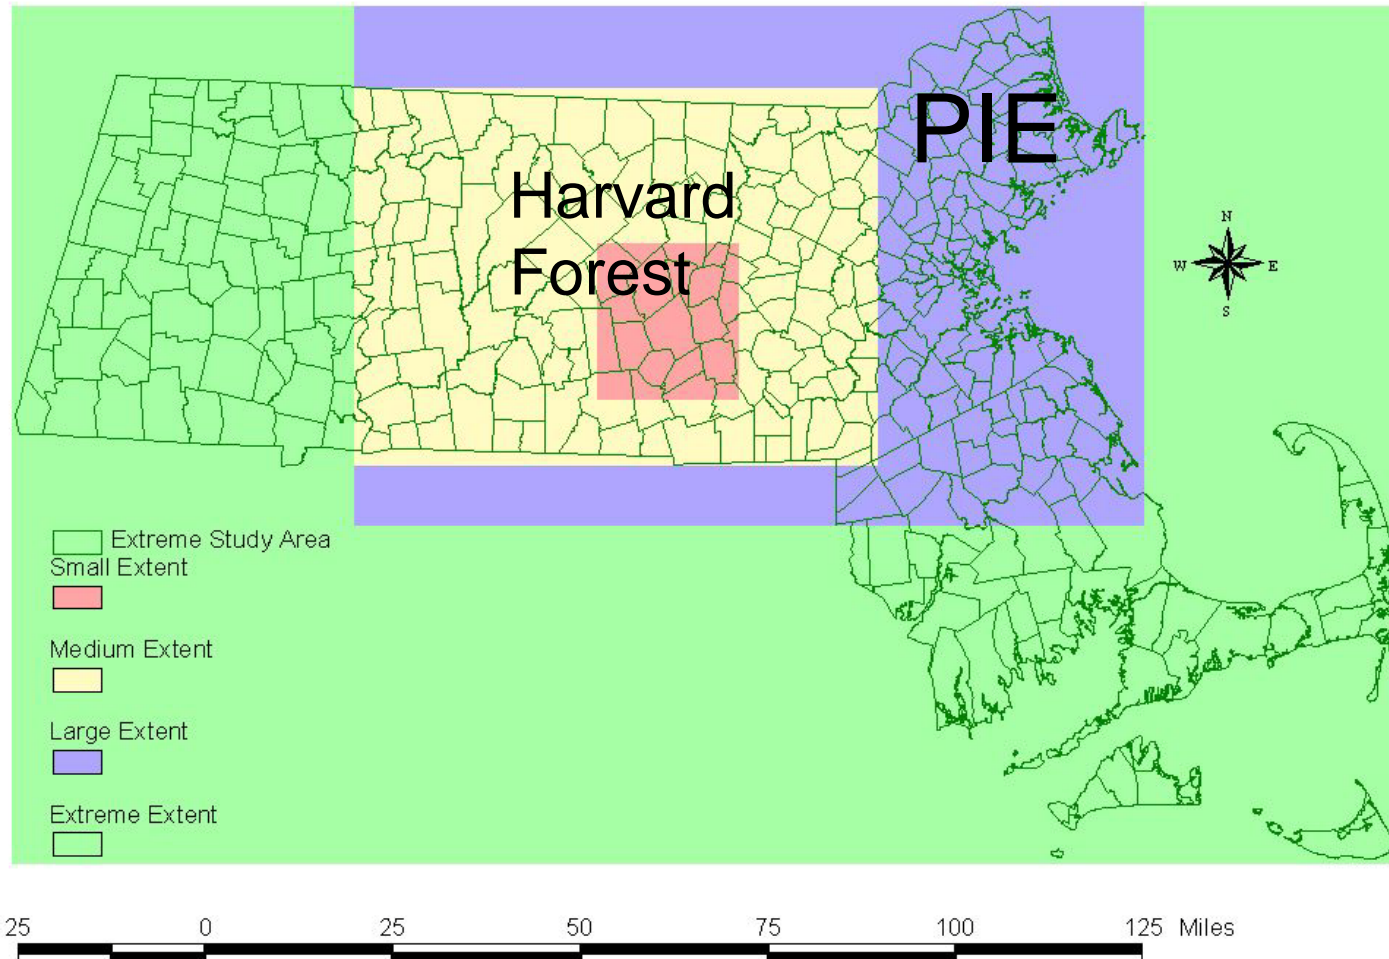 PIE
Harvard
Forest
N
W E
S
Extreme Study Area
Small Extent
Medium Extent
Large Extent
Extreme Extent
25 0 25 50 75 100 125 Miles